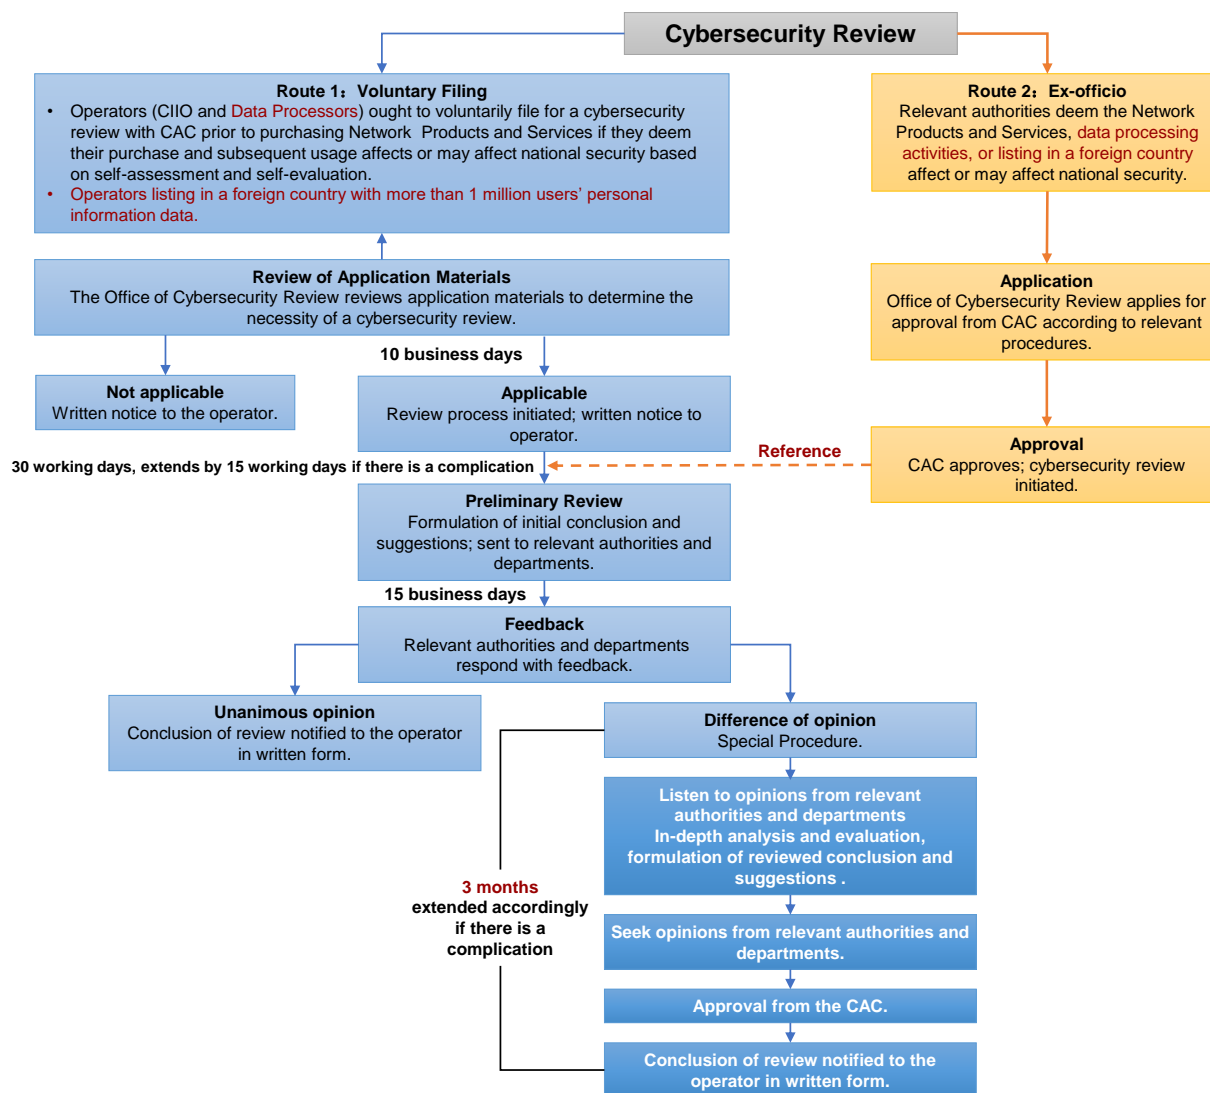 Cybersecurity Review
Route 1：Voluntary Filing
• Operators (CIIO and Data Processors) ought to voluntarily file for a cybersecurity
review with CAC prior to purchasing Network Products and Services if they deem
their purchase and subsequent usage affects or may affect national security based
on self-assessment and self-evaluation.
• Operators listing in a foreign country with more than 1 million users’ personal
information data.
Route 2：Ex-officio
Relevant authorities deem the Network
Products and Services, data processing
activities, or listing in a foreign country
affect or may affect national security.
Review of Application Materials
The Office of Cybersecurity Review reviews application materials to determine the
necessity of a cybersecurity review.
Application
Office of Cybersecurity Review applies for
approval from CAC according to relevant
procedures.
10 business days
Not applicable
Written notice to the operator.
Applicable
Review process initiated; written notice to
operator.
Approval
CAC approves; cybersecurity review
initiated.
Reference
30 working days, extends by 15 working days if there is a complication
Preliminary Review
Formulation of initial conclusion and
suggestions; sent to relevant authorities and
departments.
15 business days
Feedback
Relevant authorities and departments
respond with feedback.
Unanimous opinion
Conclusion of review notified to the operator
in written form.
Difference of opinion
Special Procedure.
Listen to opinions from relevant
authorities and departments
In-depth analysis and evaluation,
formulation of reviewed conclusion and
suggestions .
3 months
extended accordingly
if there is a
complication
Seek opinions from relevant authorities and
departments.
Approval from the CAC.
Conclusion of review notified to the
operator in written form.